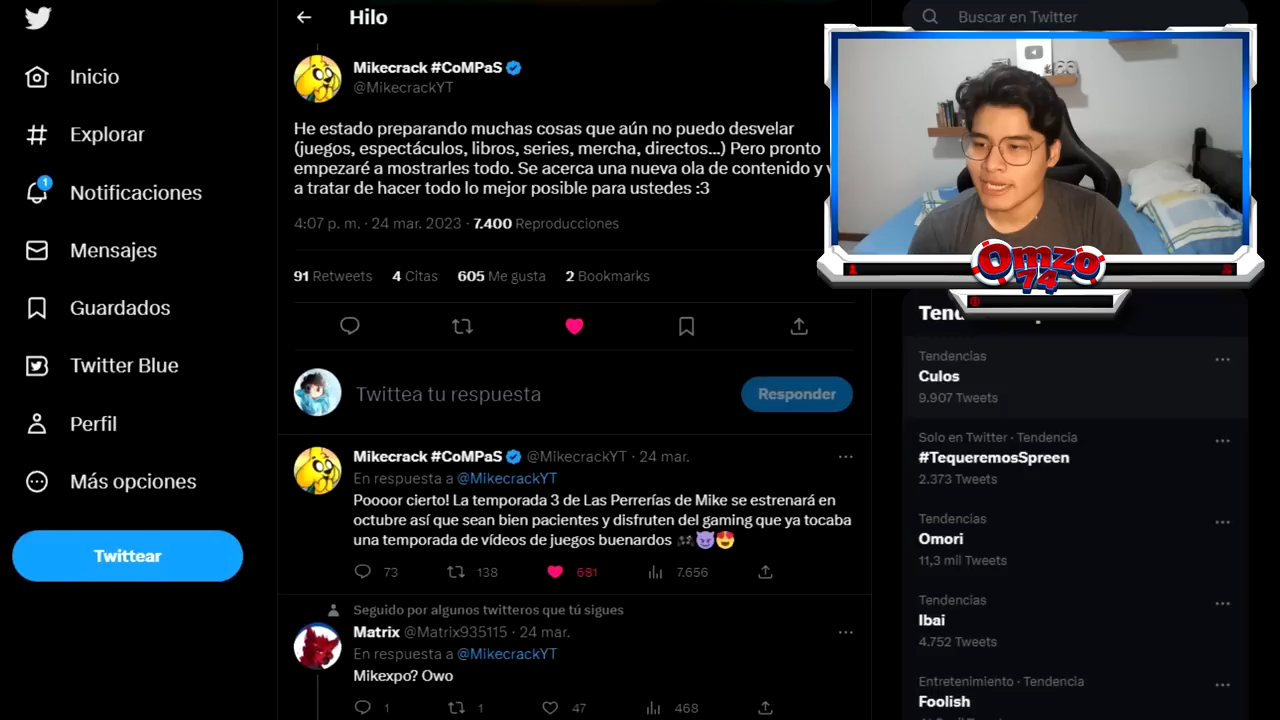 Hilo
Buscar en Twitter
Inicio
Explorar
1
Notificaciones
Mensajes
Guardados
Twitter Blue
Perfil
Más opciones
Twittear
Mikecrack #CoMPaS
@MikecrackYT
He estado preparando muchas cosas que aún no puedo desvelar
(juegos, espectáculos, libros, series, mercha, directos...) Pero pronto
empezaré a mostrarles todo. Se acerca una nueva ola de contenido y
a tratar de hacer todo lo mejor posible para ustedes :3
4:07 p. m. · 24 mar. 2023 · 7.400 Reproducciones
91 Retweets 4 Citas 605 Me gusta 2 Bookmarks
Twittea tu respuesta
Responder
Mikecrack #CoMPaS @MikecrackYT · 24 mar.
En respuesta a @MikecrackYT
Poooor cierto! La temporada 3 de Las Perrerías de Mike se estrenará en
octubre así que sean bien pacientes y disfruten del gaming que ya tocaba
una temporada de vídeos de juegos buenardos 🎮😈😍
73 138 681 7.656
Seguido por algunos twitteros que tú sigues
Matrix @Matrix935115 · 24 mar.
En respuesta a @MikecrackYT
Mikexpo? Owo
1 1 47 468
Omzo
74
Tend
Tendencias
Culos
9.907 Tweets
Solo en Twitter · Tendencia
#TequeremosSpreen
2.373 Tweets
Tendencias
Omori
11,3 mil Tweets
Tendencias
Ibai
4.752 Tweets
Entretenimiento · Tendencia
Foolish